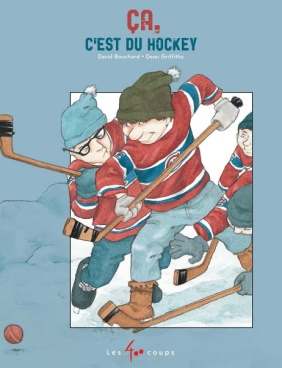 ÇA,
C'EST DU HOCKEY
David Bouchard • Dean Griffiths
Les 400 coups